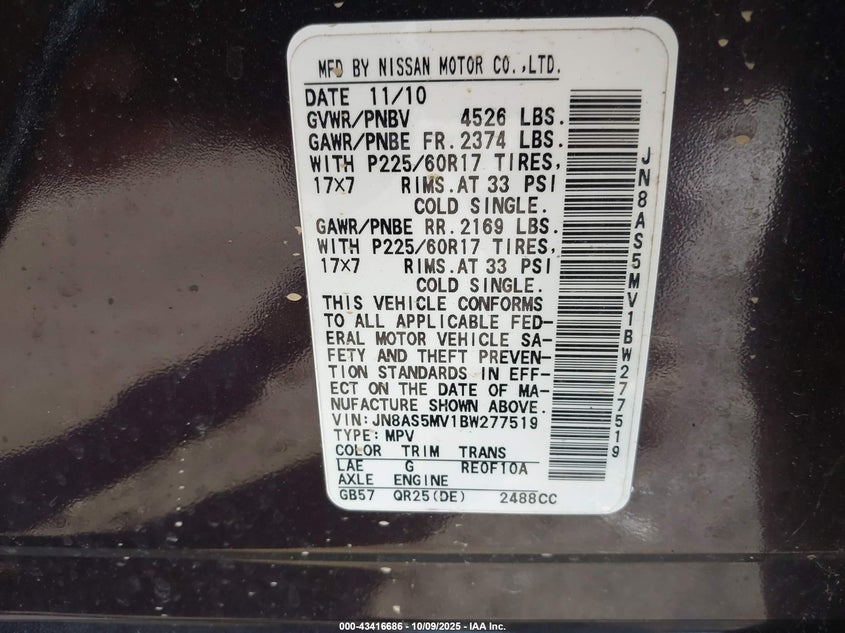 MFD BY NISSAN MOTOR CO.,LTD.
DATE 11/10
GVWR/PNBV 4526 LBS.
GAWR/PNBE FR.2374 LBS.
WITH P225/60R17 TIRES,
17×7 RIMS.AT 33 PSI
COLD SINGLE.
GAWR/PNBE RR.2169 LBS.
WITH P225/60R17 TIRES,
17×7 RIMS.AT 33 PSI
COLD SINGLE.
THIS VEHICLE CONFORMS
TO ALL APPLICABLE FED-
ERAL MOTOR VEHICLE SA-
FETY AND THEFT PREVEN-
TION STANDARDS IN EFF-
ECT ON THE DATE OF MA-
NUFACTURE SHOWN ABOVE.
VIN:JN8AS5MV1BW277519
TYPE:MPV
COLOR TRIM TRANS
LAE G RE0F10A
AXLE ENGINE
GB57 QR25(DE) 2488CC
JN8AS5MV1BW277519
000-43416686 - 10/09/2025 - IAA Inc.